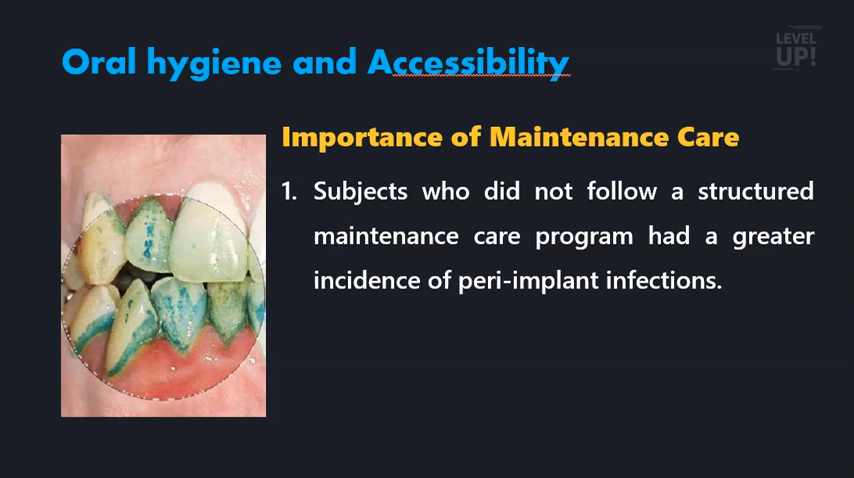 LEVEL
UP!
Oral hygiene and Accessibility
Importance of Maintenance Care
1. Subjects who did not follow a structured
maintenance care program had a greater
incidence of peri-implant infections.